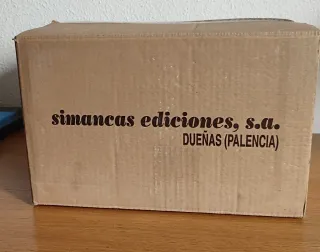 simancas ediciones, s.a.
DUEÑAS (PALENCIA)